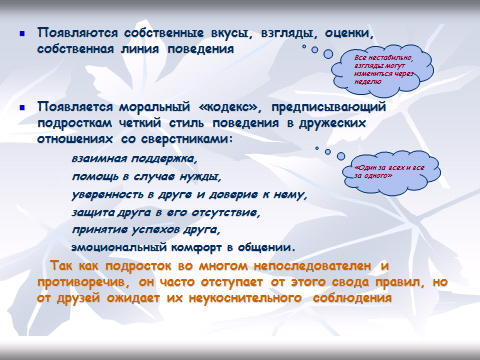 Появляются собственные вкусы, взгляды, оценки,
собственная линия поведения
Все нестабильно,
взгляды могут
измениться через
неделю
Появляется моральный «кодекс», предписывающий
подросткам четкий стиль поведения в дружеских
отношениях со сверстниками:
«Один за всех и все
за одного»
взаимная поддержка,
помощь в случае нужды,
уверенность в друге и доверие к нему,
защита друга в его отсутствие,
принятие успехов друга,
эмоциональный комфорт в общении.
Так как подросток во многом непоследователен и
противоречив, он часто отступает от этого свода правил, но
от друзей ожидает их неукоснительного соблюдения